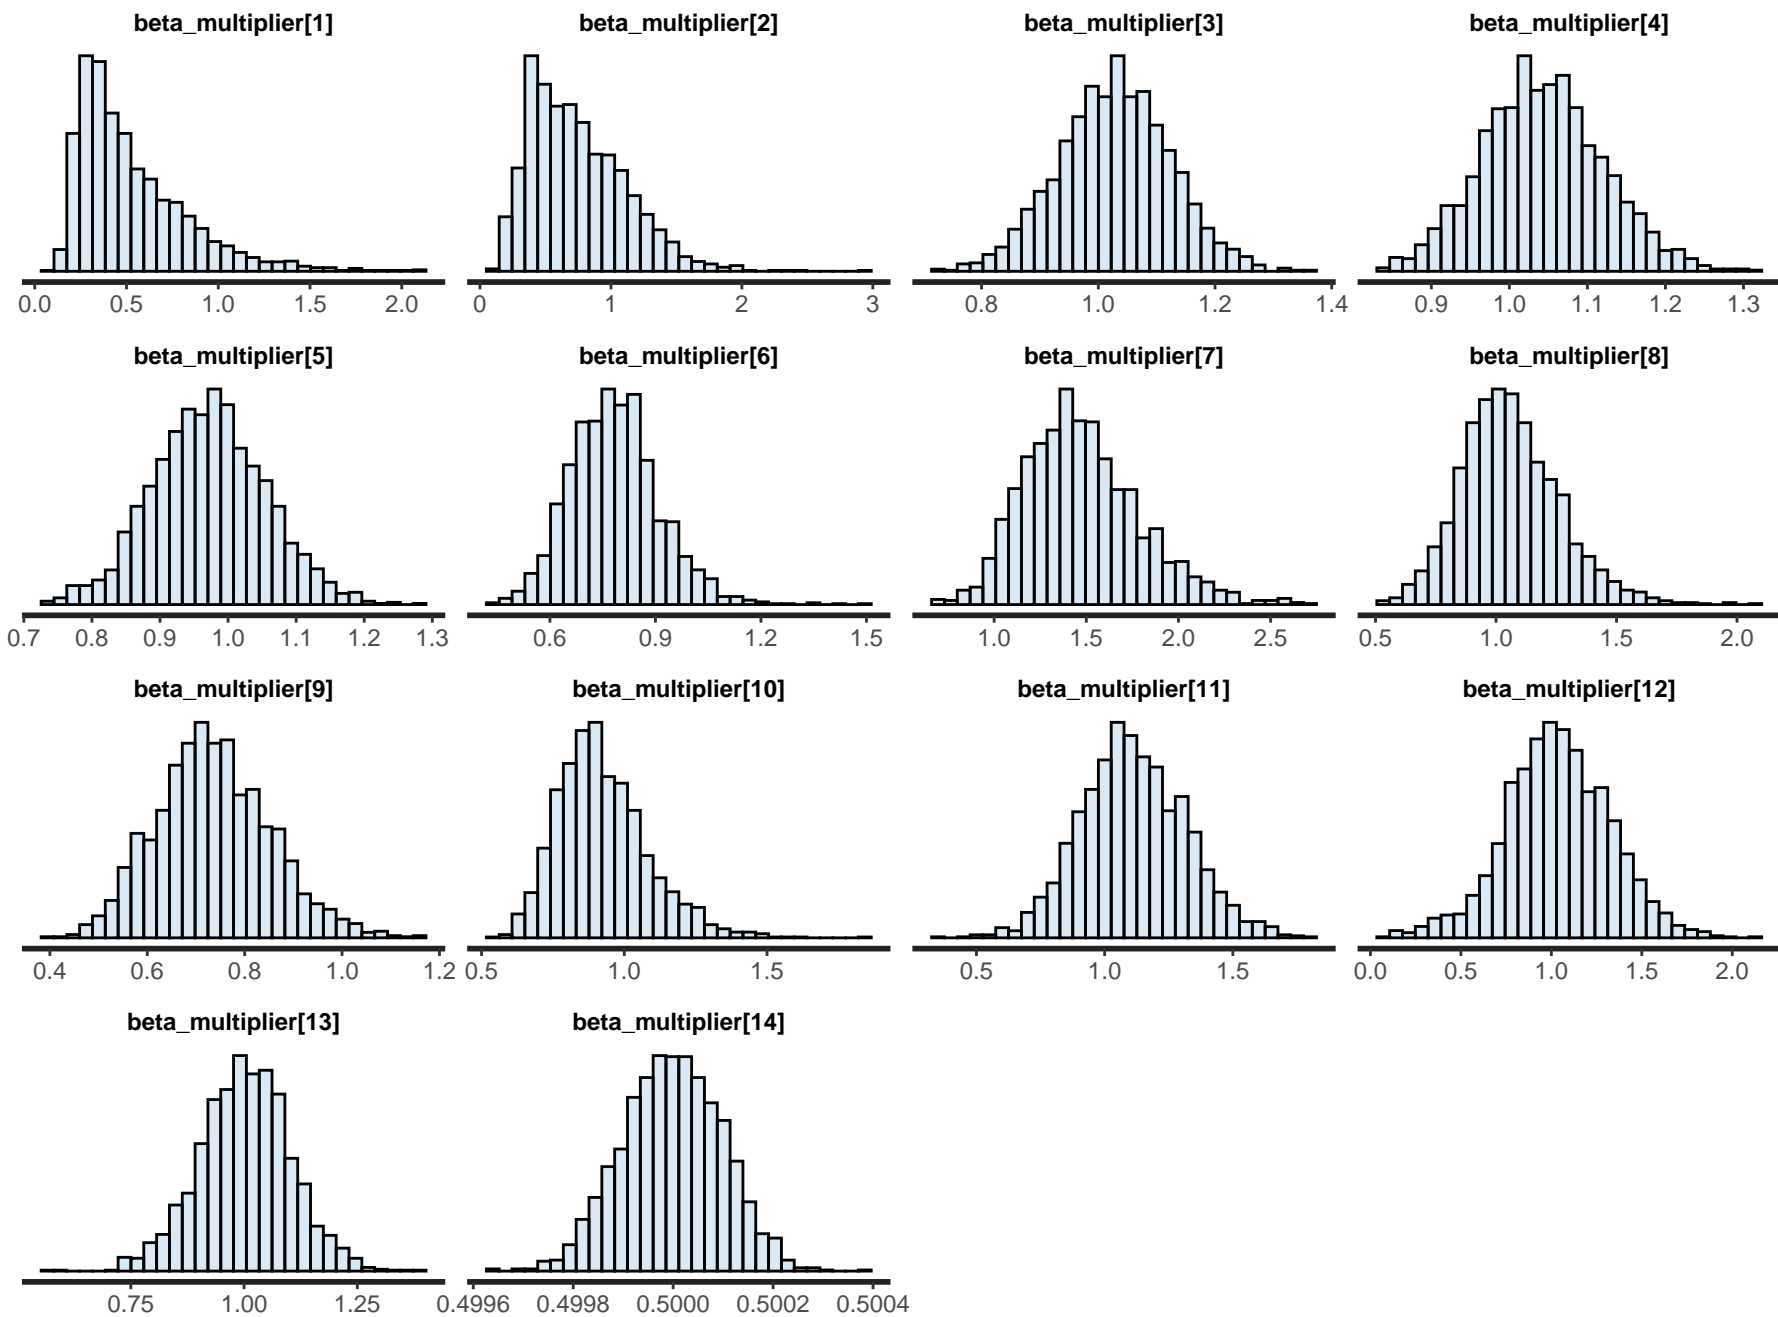 beta_multiplier[1] beta_multiplier[2] beta_multiplier[3] beta_multiplier[4]
0.0 0.5 1.0 1.5 2.0 0 1 2 3 0.8 1.0 1.2 1.4 0.9 1.0 1.1 1.2 1.3
beta_multiplier[5] beta_multiplier[6] beta_multiplier[7] beta_multiplier[8]
0.7 0.8 0.9 1.0 1.1 1.2 1.3 0.6 0.9 1.2 1.5 1.0 1.5 2.0 2.5 0.5 1.0 1.5 2.0
beta_multiplier[9] beta_multiplier[10] beta_multiplier[11] beta_multiplier[12]
0.4 0.6 0.8 1.0 1.2 0.5 1.0 1.5 0.5 1.0 1.5 0.0 0.5 1.0 1.5 2.0
beta_multiplier[13] beta_multiplier[14]
0.75 1.00 1.25 0.4996 0.4998 0.5000 0.5002 0.5004